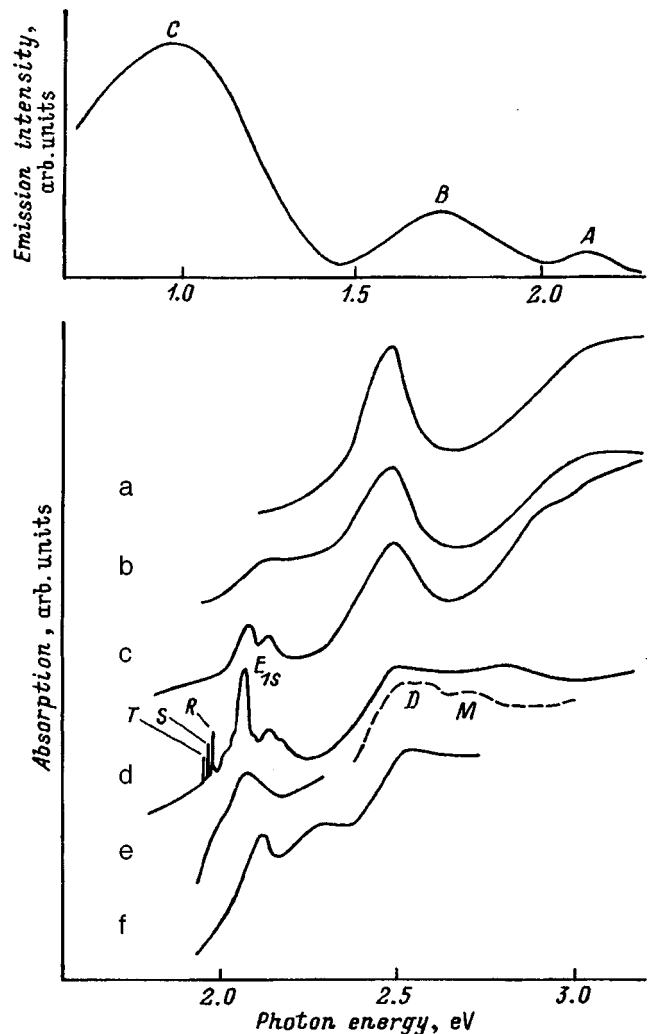 Emission intensity,
arb. units
C
B
A
1.0 1.5 2.0
Absorption, arb. units
a
b
c
d
e
f
T S R E1S
D M
2.0 2.5 3.0
Photon energy, eV